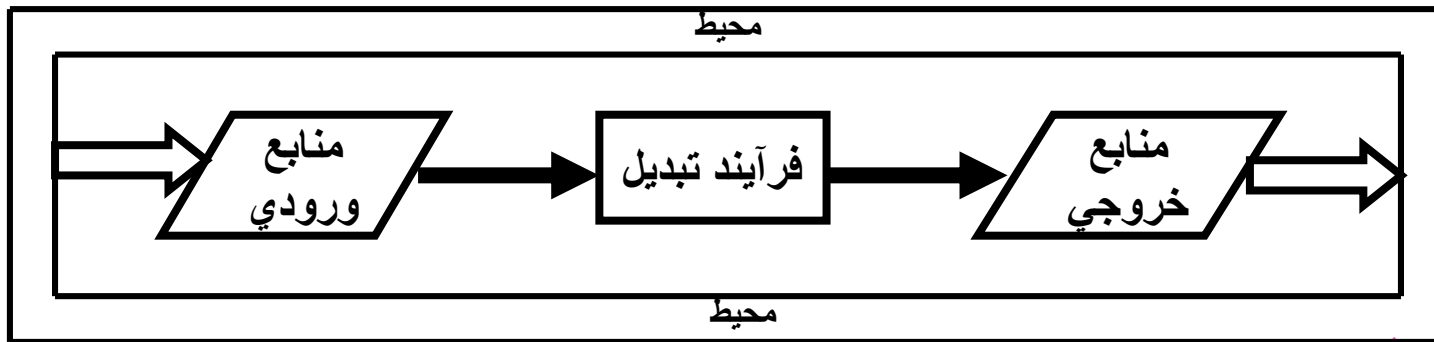 محيط
منابع
ورودي
فرآيند تبديل
منابع
خروجي
محيط